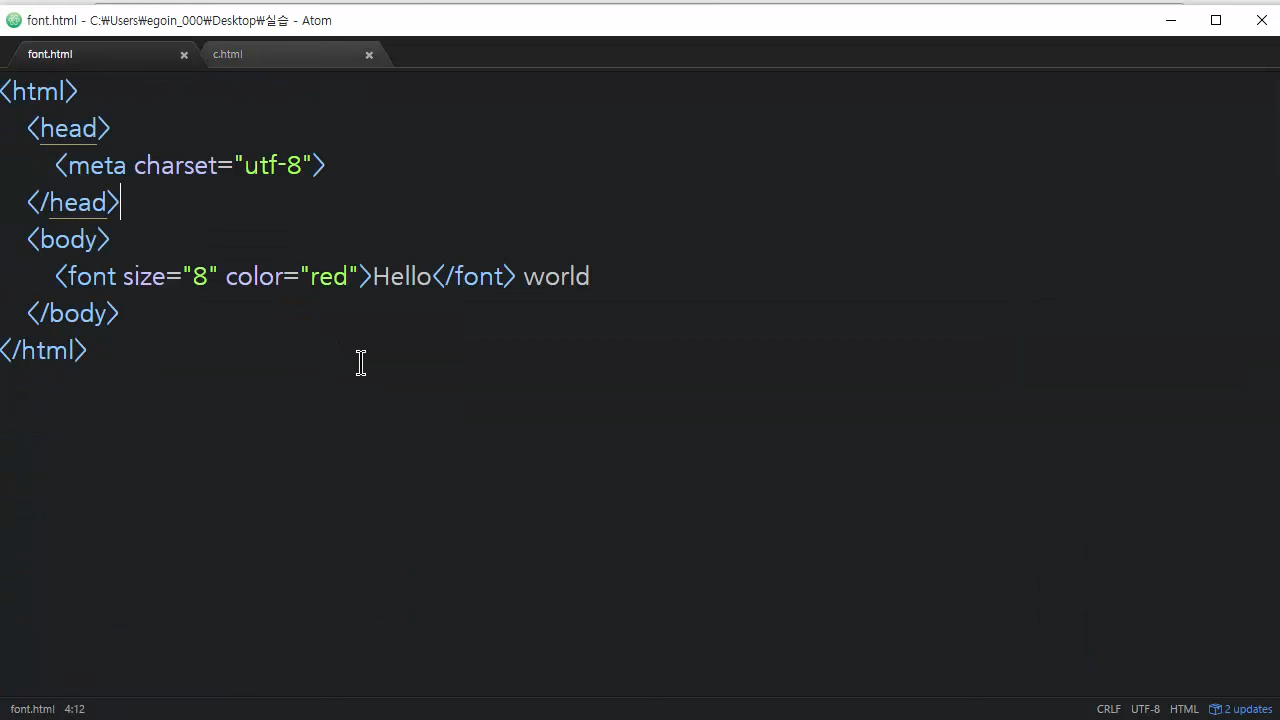 font.html - C:₩Users₩egoin_000₩Desktop₩실습 - Atom
font.html c.html
<html>
<head>
<meta charset="utf-8">
</head>
<body>
<font size="8" color="red">Hello</font> world
</body>
</html>
font.html 4:12 CRLF UTF-8 HTML 2 updates